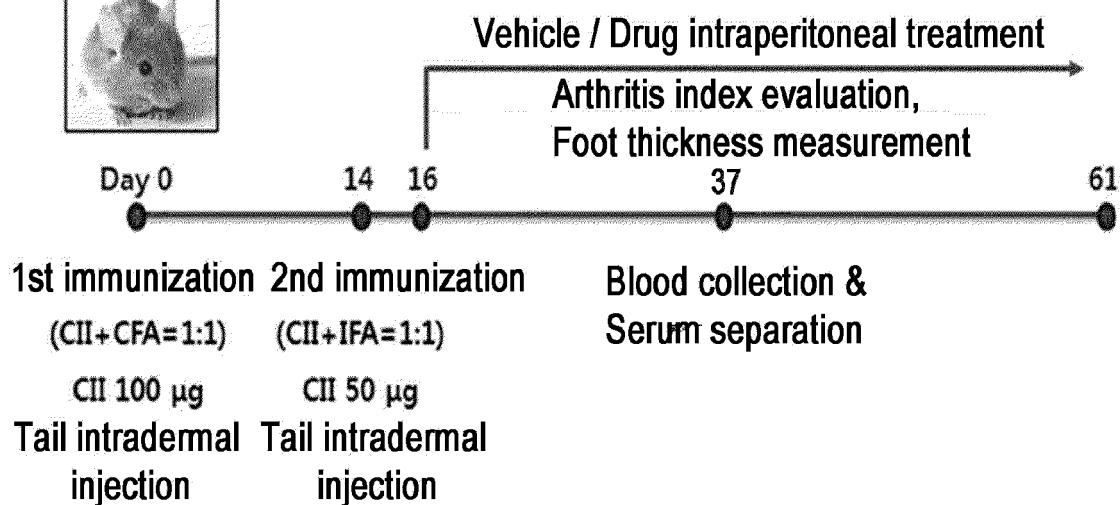 Vehicle / Drug intraperitoneal treatment
Arthritis index evaluation,
Foot thickness measurement
Day 0 14 16 37 61
1st immunization 2nd immunization
(CII+CFA=1:1) (CII+IFA=1:1)
CII 100 μg CII 50 μg
Tail intradermal Tail intradermal
injection injection
Blood collection &
Serum separation